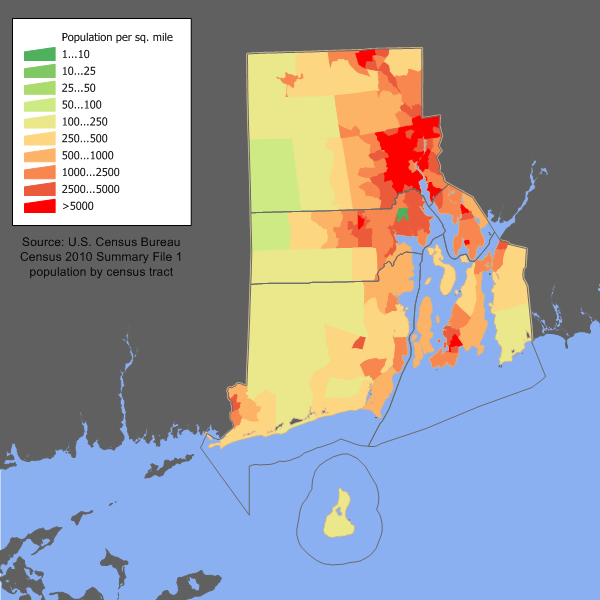 Population per sq. mile
1...10
10...25
25...50
50...100
100...250
250...500
500...1000
1000...2500
2500...5000
>5000
Source: U.S. Census Bureau
Census 2010 Summary File 1
population by census tract